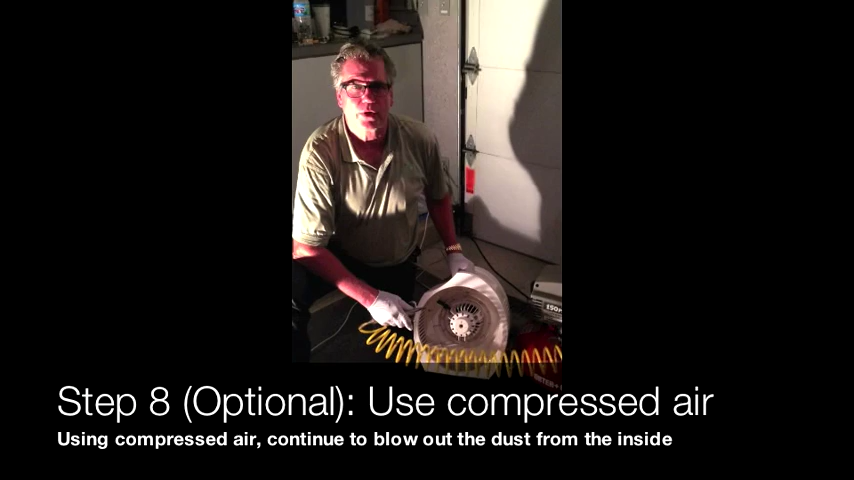 Step 8 (Optional): Use compressed air
Using compressed air, continue to blow out the dust from the inside